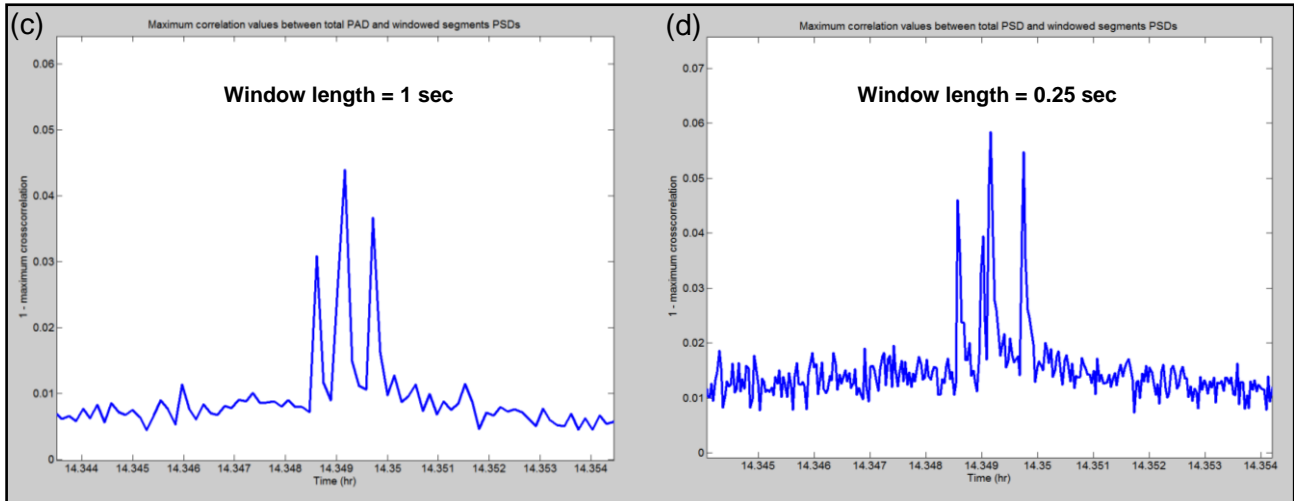 (c)
Maximum correlation values between total PAD and windowed segments PSDs
Window length = 1 sec
0.06
0.05
0.04
0.03
0.02
0.01
0
1 - maximum crosscorrelation
14.344 14.345 14.346 14.347 14.348 14.349 14.35 14.351 14.352 14.353 14.354
Time (hr)
(d)
Maximum correlation values between total PSD and windowed segments PSDs
Window length = 0.25 sec
0.07
0.06
0.05
0.04
0.03
0.02
0.01
0
1 - maximum crosscorrelation
14.345 14.346 14.347 14.348 14.349 14.35 14.351 14.352 14.353 14.354
Time (hr)